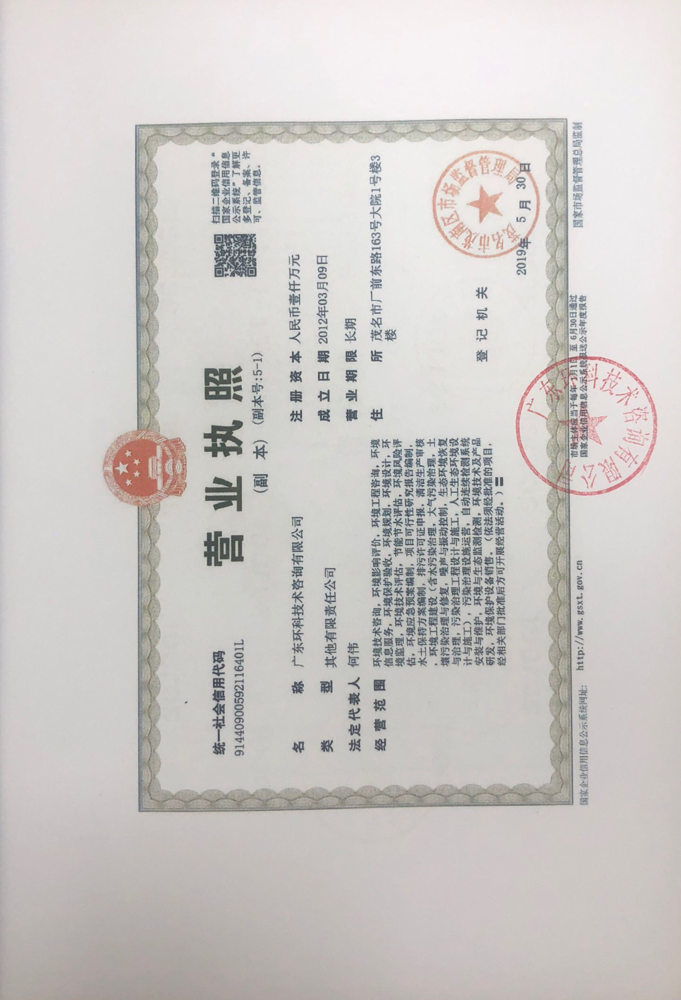 统一社会信用代码
91440900592116401L
营业执照
（副 本）（副本号:5-1）
扫描二维码登录“
国家企业信用信息
公示系统”了解更
多登记、备案、许
可、监管信息。
名 称 广东环科技术咨询有限公司
类 型 其他有限责任公司
法定代表人 何伟
经营范围 环境技术咨询，环境影响评价，环境工程咨询，环境
信息服务，环境保护验收，环境规划，环境设计，环
境监理，环境技术评估，节能节水评估，环境风险评
估，环境应急预案编制，项目可行性研究报告编制，
水土保持方案编制，排污许可证申报，清洁生产审核
，环境工程建设（含水污染治理，大气污染治理，土
壤污染治理与修复，噪声与振动控制，生态环境恢复
与治理，污染治理工程设计与施工，人工生态环境设
计与施工），污染治理设施运营，自动连续检测系统
安装与维护，环境与生态监测检测，环境技术及产品
研发，环境保护设备销售。（依法须经批准的项目，
经相关部门批准后方可开展经营活动。）
注册资本 人民币壹仟万元
成立日期 2012年03月09日
营业期限 长期
住 所 茂名市厂前东路163号大院1号楼3
楼
登记机关
茂名市茂南区市场监督管理局
2019年 5 月 30 日
国家企业信用信息公示系统网址： http://www.gsxt.gov.cn
市场主体应当于每年1月1日 至 6月30日通过
国家企业信用信息公示系统报送公示年度报告
国家市场监督管理总局监制
广东环科技术咨询有限公司